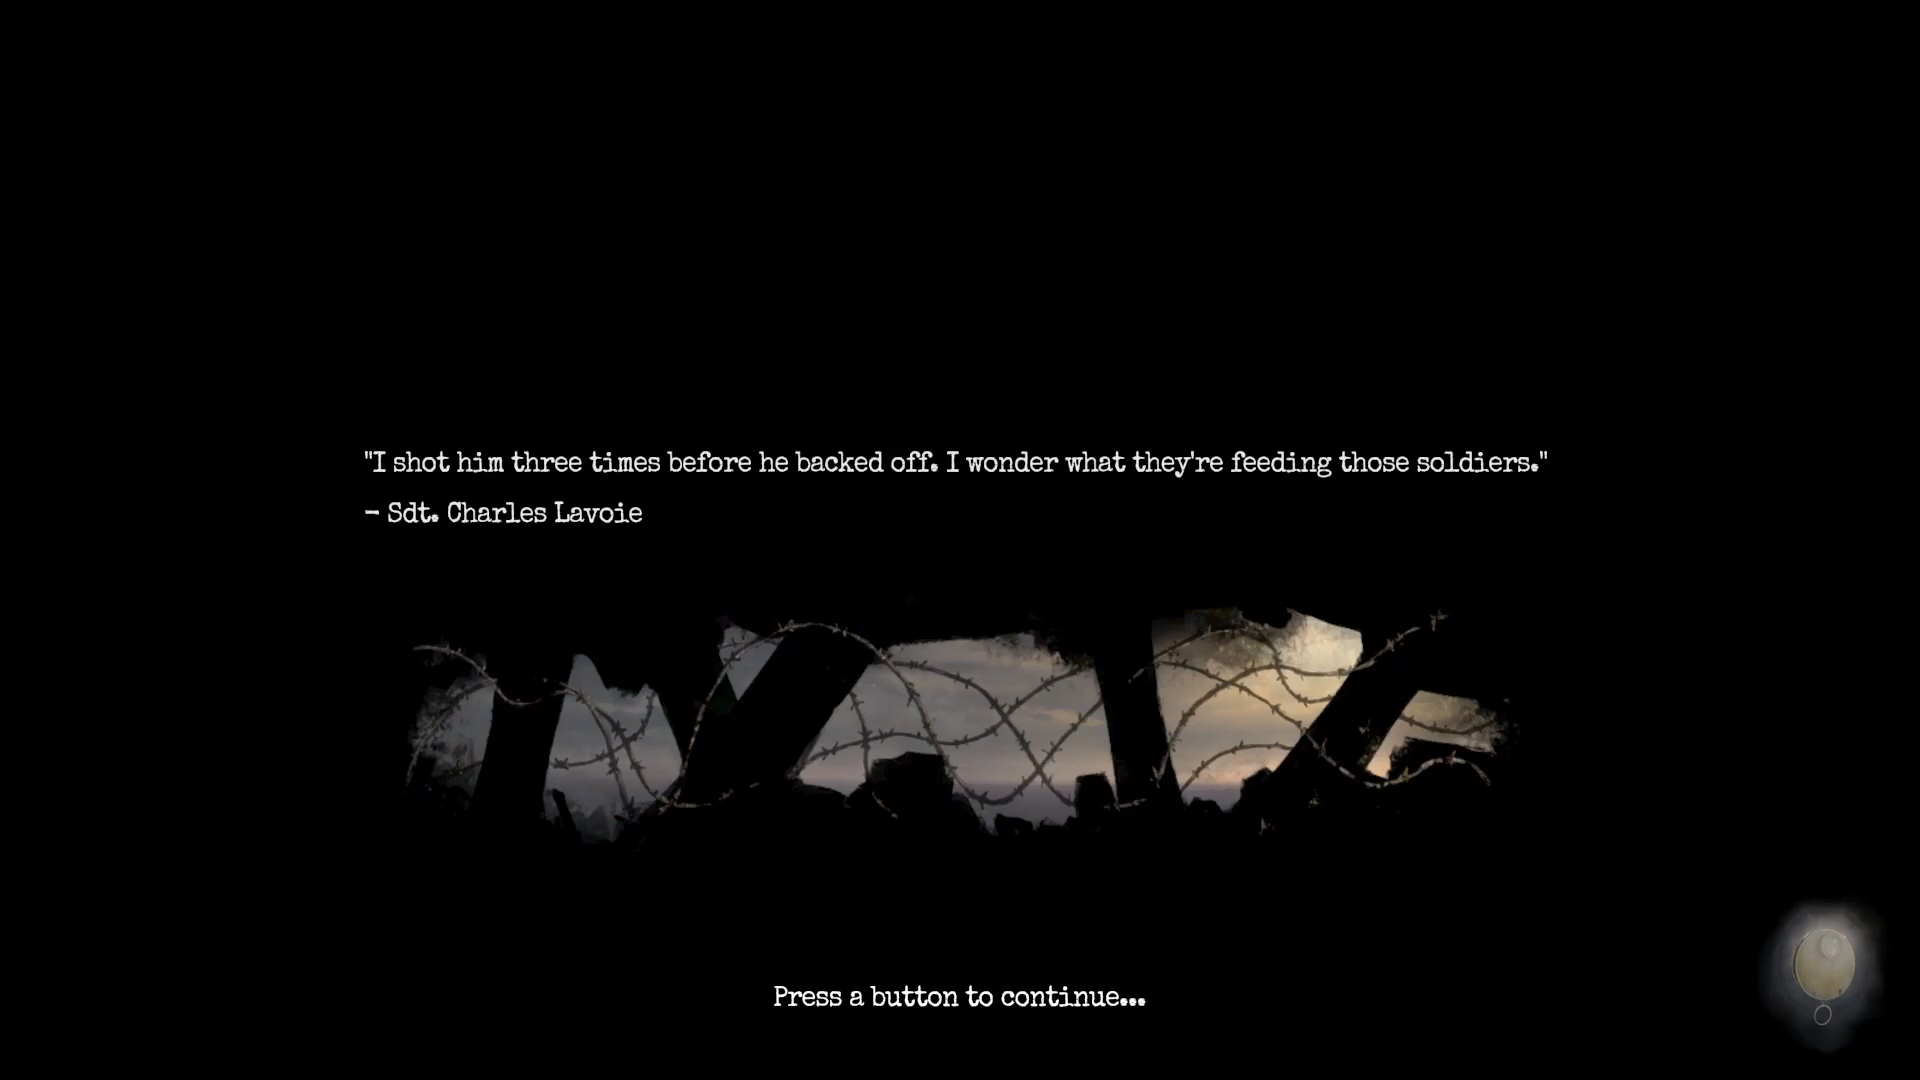 "I shot him three times before he backed off. I wonder what they're feeding those soldiers."
- Sdt. Charles Lavoie
Press a button to continue...